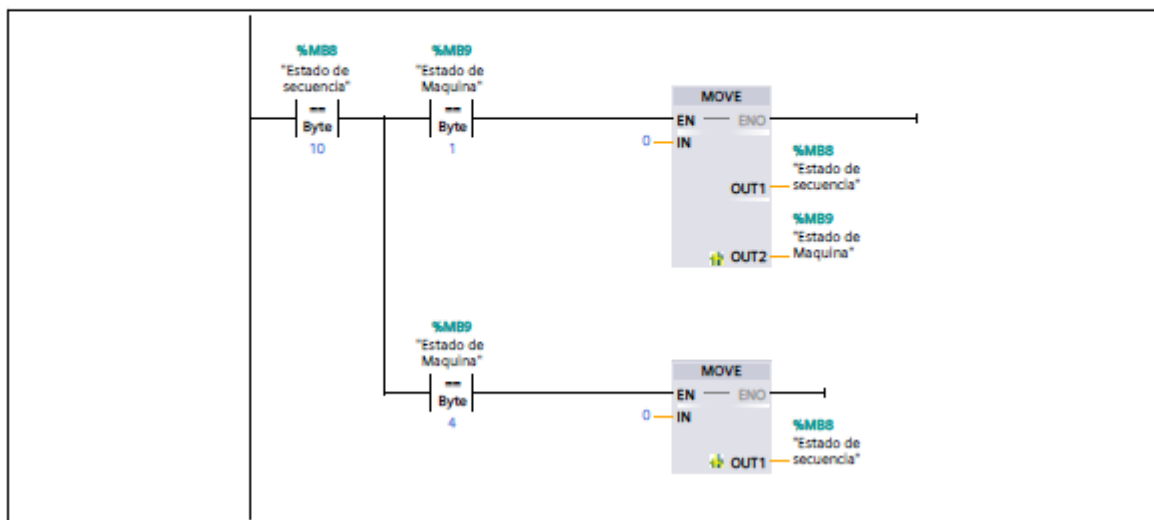 %MB8
"Estado de
secuencia"
==
Byte
10
%MB9
"Estado de
Maquina"
==
Byte
1
MOVE
EN
ENO
0
IN
OUT1
%MB8
"Estado de
secuencia"
OUT2
%MB9
"Estado de
Maquina"
%MB9
"Estado de
Maquina"
==
Byte
4
MOVE
EN
ENO
0
IN
OUT1
%MB8
"Estado de
secuencia"